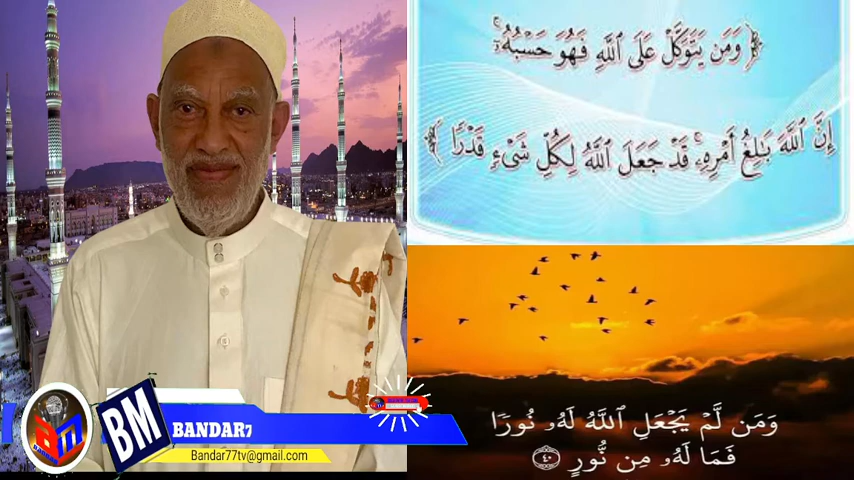 ﴿ وَمَن يَتَوَكَّلْ عَلَى ٱللَّهِ فَهُوَ حَسْبُهُۥٓۚ
إِنَّ ٱللَّهَ بَٰلِغُ أَمْرِهِۦۚ قَدْ جَعَلَ ٱللَّهُ لِكُلِّ شَىْءٍ قَدْرًا ﴾
وَمَن لَّمْ يَجْعَلِ ٱللَّهُ لَهُۥ نُورًا
فَمَا لَهُۥ مِن نُّورٍ ٤٠
BM
BANDAR7
Bandar77tv@gmail.com